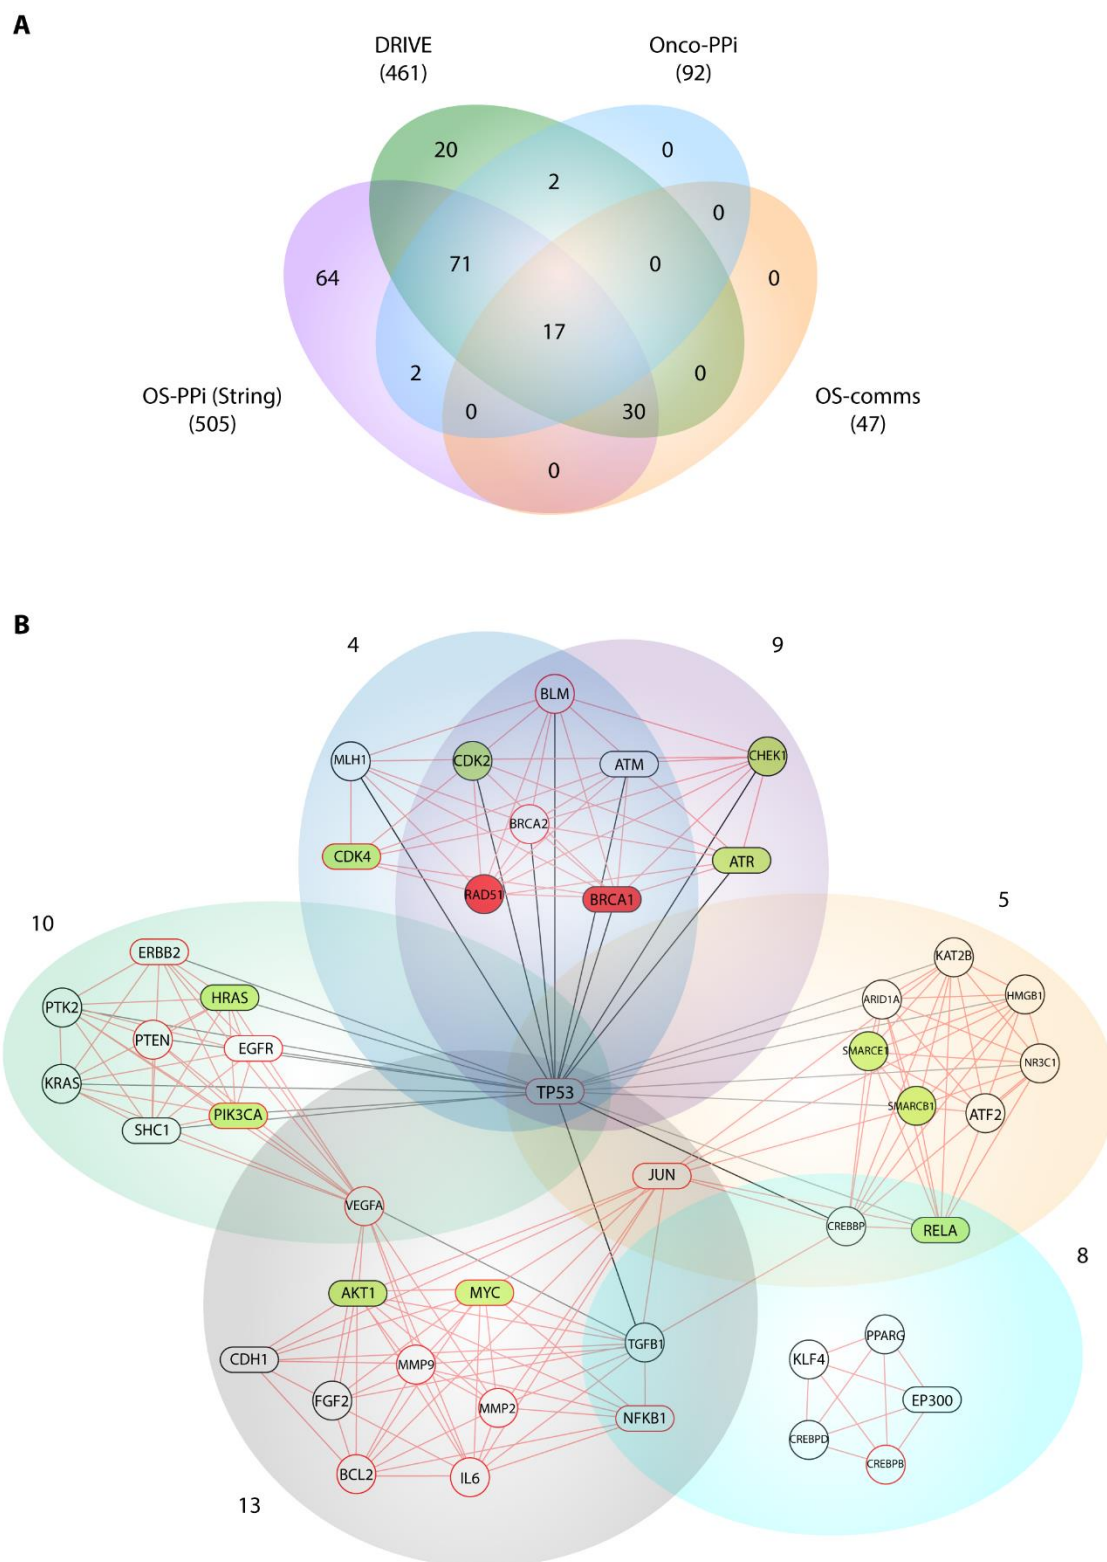 A
DRIVE
(461)
Onco-PPi
(92)
20
0
2
0
64
71
0
0
17
2
0
30
0
OS-PPi (String)
(505)
OS-comms
(47)
0
B
4
9
BLM
MLH1
CDK2
ATM
CHEK1
BRCA2
CDK4
ATR
RAD51
BRCA1
10
5
ERBB2
KAT2B
HRAS
ARID1A
HMGB1
PTK2
PTEN
EGFR
SMARCE1
NR3C1
KRAS
TP53
SMARCB1
ATF2
PIK3CA
SHC1
JUN
VEGFA
CREBBP
RELA
8
AKT1
MYC
TGFB1
PPARG
CDH1
MMP9
KLF4
FGF2
MMP2
NFKB1
EP300
CREBPD
BCL2
IL6
CREBPB
13